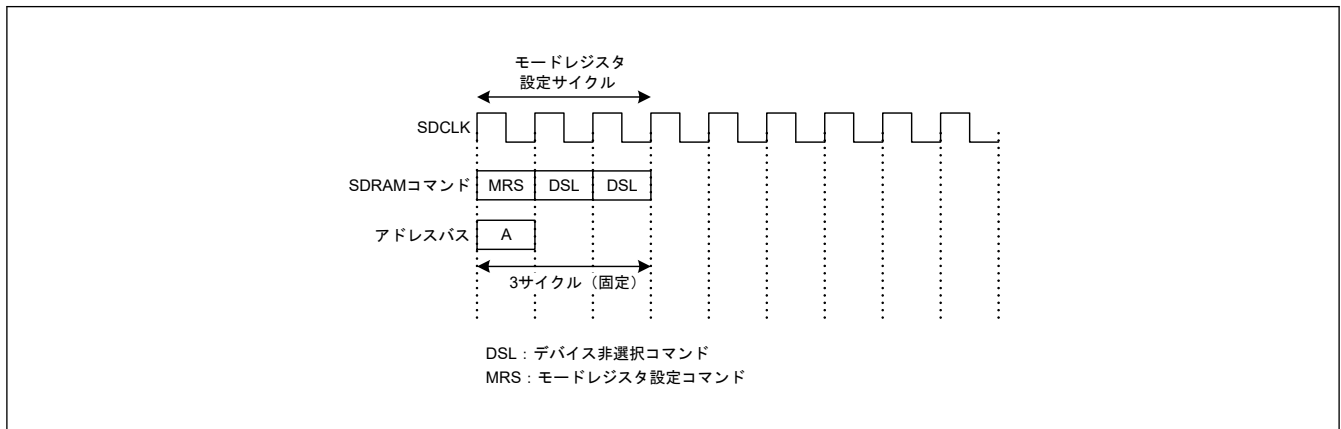 モードレジスタ
設定サイクル
SDCLK
SDRAMコマンド MRS DSL DSL
アドレスバス A
3サイクル（固定）
DSL：デバイス非選択コマンド
MRS：モードレジスタ設定コマンド